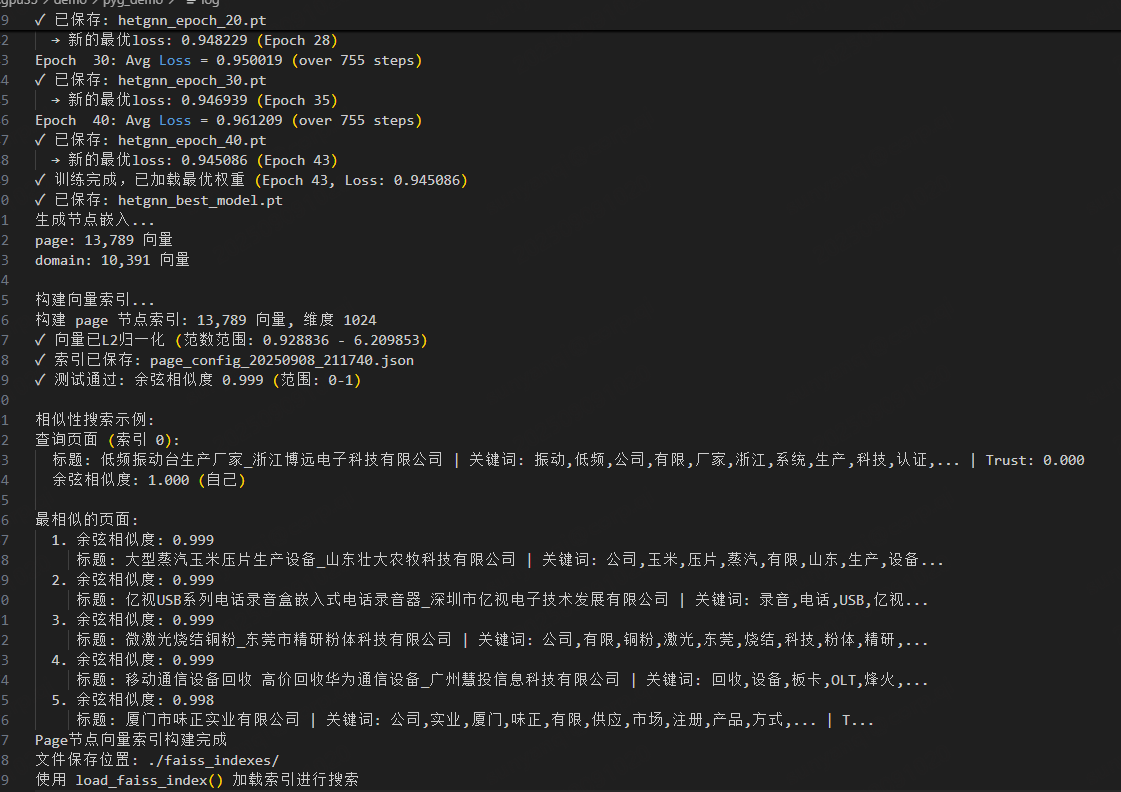 gpu35 > demo > pyg_demo > log
9 ✓ 已保存: hetgnn_epoch_20.pt
2 → 新的最优loss: 0.948229 (Epoch 28)
3 Epoch  30: Avg Loss = 0.950019 (over 755 steps)
4 ✓ 已保存: hetgnn_epoch_30.pt
5 → 新的最优loss: 0.946939 (Epoch 35)
6 Epoch  40: Avg Loss = 0.961209 (over 755 steps)
7 ✓ 已保存: hetgnn_epoch_40.pt
8 → 新的最优loss: 0.945086 (Epoch 43)
9 ✓ 训练完成，已加载最优权重 (Epoch 43, Loss: 0.945086)
0 ✓ 已保存: hetgnn_best_model.pt
1 生成节点嵌入...
2 page: 13,789 向量
3 domain: 10,391 向量
4
5 构建向量索引...
6 构建 page 节点索引: 13,789 向量, 维度 1024
7 ✓ 向量已L2归一化 (范数范围: 0.928836 - 6.209853)
8 ✓ 索引已保存: page_config_20250908_211740.json
9 ✓ 测试通过: 余弦相似度 0.999 (范围: 0-1)
0
1 相似性搜索示例:
2 查询页面 (索引 0):
3 标题: 低频振动台生产厂家_浙江博远电子科技有限公司 | 关键词: 振动,低频,公司,有限,厂家,浙江,系统,生产,科技,认证,... | Trust: 0.000
4 余弦相似度: 1.000 (自己)
5
6 最相似的页面:
7 1. 余弦相似度: 0.999
8 标题: 大型蒸汽玉米压片生产设备_山东壮大农牧科技有限公司 | 关键词: 公司,玉米,压片,蒸汽,有限,山东,生产,设备...
9 2. 余弦相似度: 0.999
0 标题: 亿视USB系列电话录音盒嵌入式电话录音器_深圳市亿视电子技术发展有限公司 | 关键词: 录音,电话,USB,亿视...
1 3. 余弦相似度: 0.999
2 标题: 微激光烧结铜粉_东莞市精研粉体科技有限公司 | 关键词: 公司,有限,铜粉,激光,东莞,烧结,科技,粉体,精研,...
3 4. 余弦相似度: 0.999
4 标题: 移动通信设备回收 高价回收华为通信设备_广州慧投信息科技有限公司 | 关键词: 回收,设备,板卡,OLT,烽火,...
5 5. 余弦相似度: 0.998
6 标题: 厦门市味正实业有限公司 | 关键词: 公司,实业,厦门,味正,有限,供应,市场,注册,产品,方式,... | T...
7 Page节点向量索引构建完成
8 文件保存位置: ./faiss_indexes/
9 使用 load_faiss_index() 加载索引进行搜索